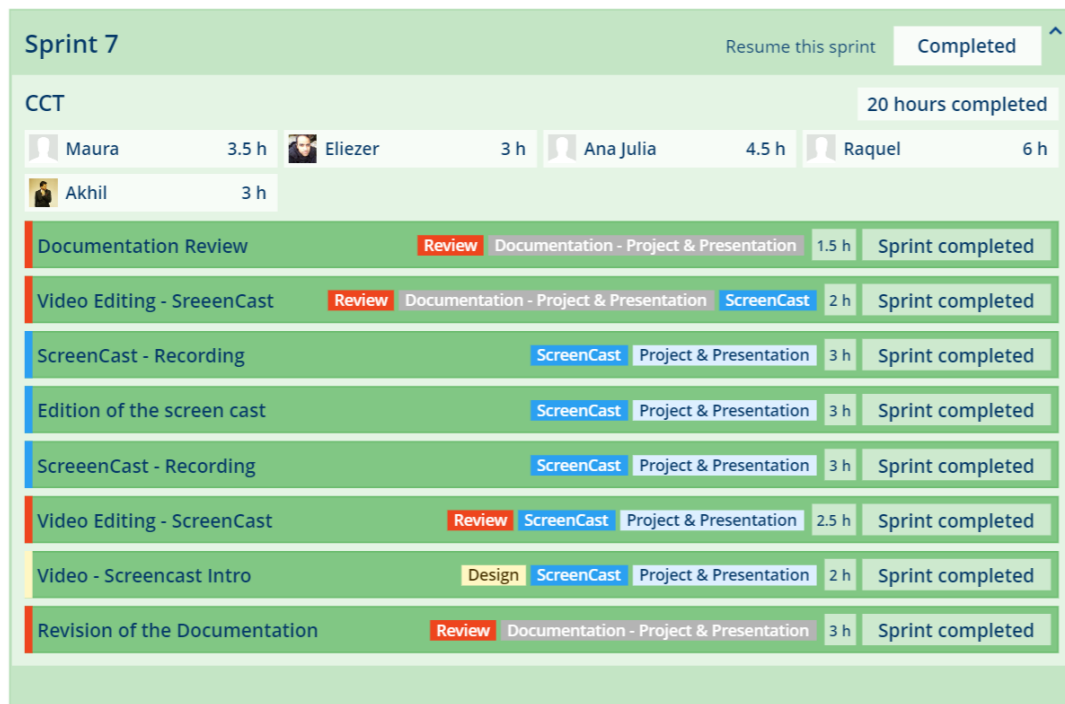 Sprint 7 Resume this sprint Completed
CCT 20 hours completed
Maura 3.5 h Eliezer 3 h Ana Julia 4.5 h Raquel 6 h
Akhil 3 h
Documentation Review Review Documentation - Project & Presentation 1.5 h Sprint completed
Video Editing - SreeenCast Review Documentation - Project & Presentation ScreenCast 2 h Sprint completed
ScreenCast - Recording ScreenCast Project & Presentation 3 h Sprint completed
Edition of the screen cast ScreenCast Project & Presentation 3 h Sprint completed
ScreeenCast - Recording ScreenCast Project & Presentation 3 h Sprint completed
Video Editing - ScreenCast Review ScreenCast Project & Presentation 2.5 h Sprint completed
Video - Screencast Intro Design ScreenCast Project & Presentation 2 h Sprint completed
Revision of the Documentation Review Documentation - Project & Presentation 3 h Sprint completed